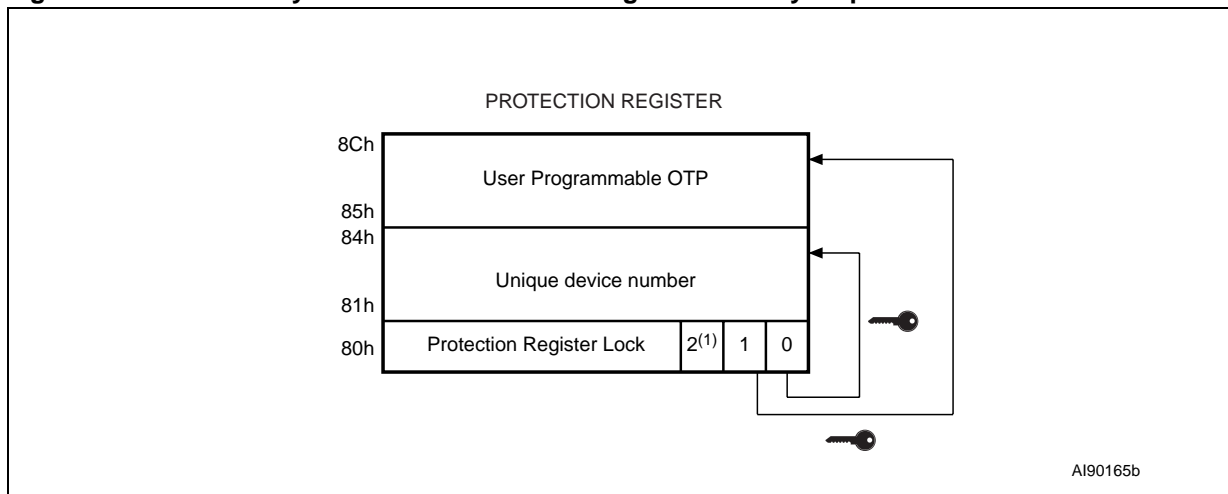 PROTECTION REGISTER
8Ch
User Programmable OTP
85h
84h
Unique device number
81h
80h
Protection Register Lock
2(1)
1
0
AI90165b